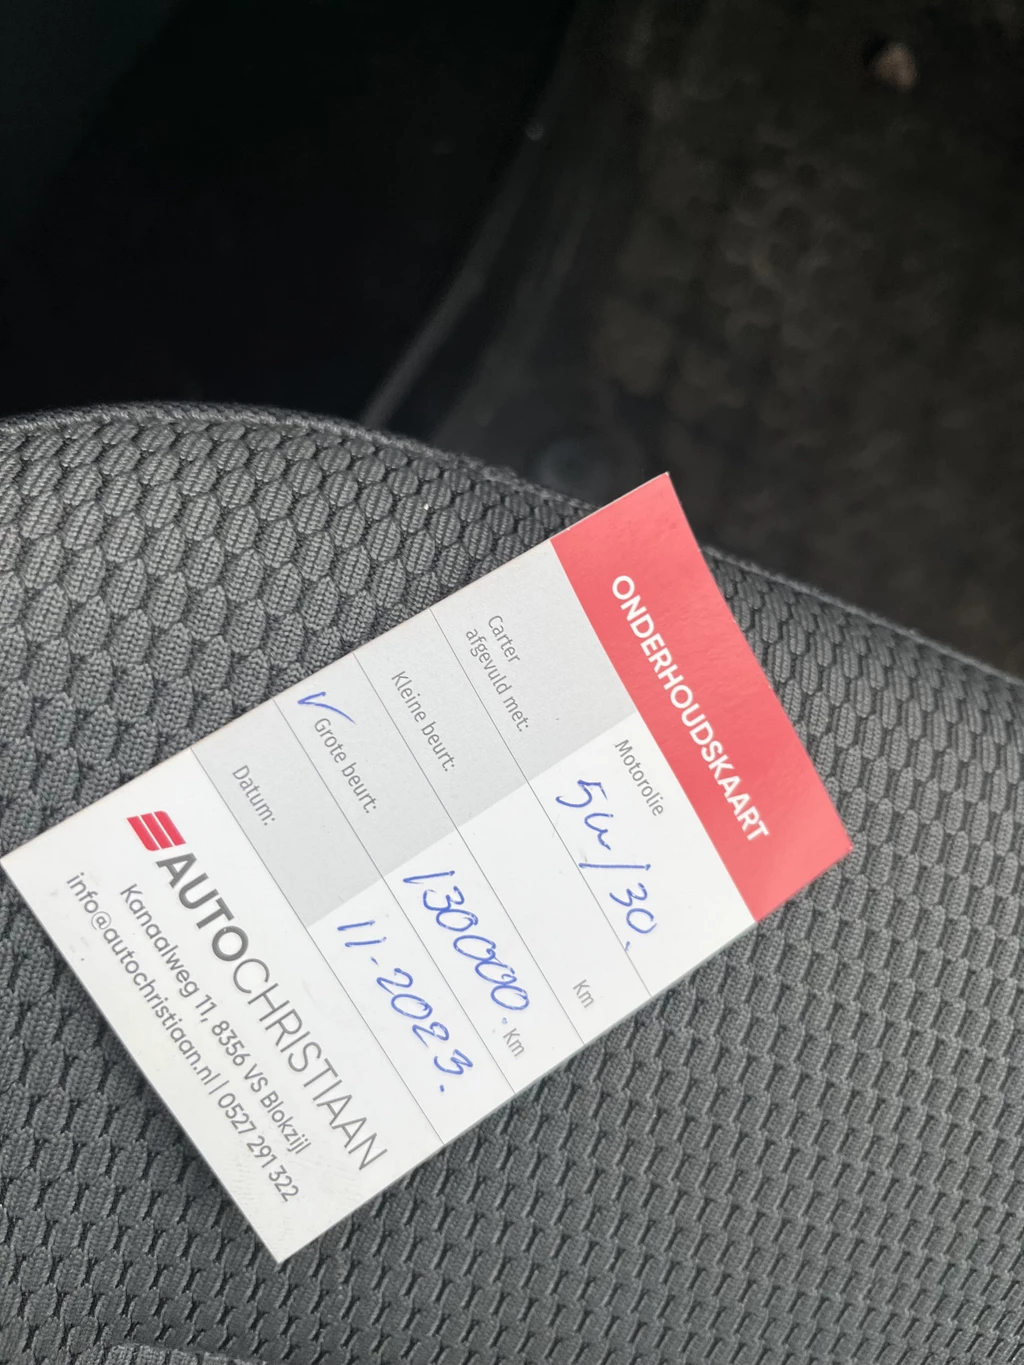 ONDERHOUDSKAART
Motorolie
Carter
afgevuld met: 5w/30.
Kleine beurt: Km
✓ Grote beurt: 130000. Km
Datum: 11-2023.
AUTOCHRISTIAAN
Kanaalweg 11, 8356 VS Blokzijl
info@autochristiaan.nl | 0527 291 322